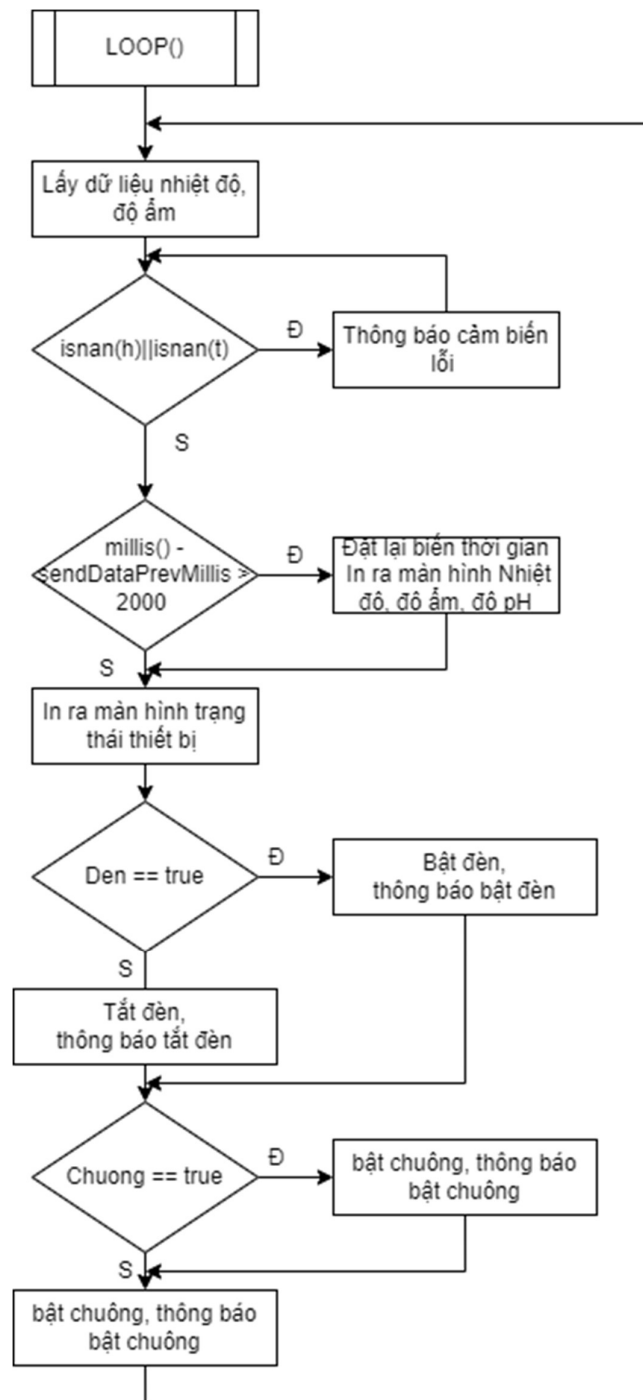 LOOP()
Lấy dữ liệu nhiệt độ,
độ ẩm
isnan(h)||isnan(t)
Đ
Thông báo cảm biến
lỗi
S
millis() -
sendDataPrevMillis >
2000
Đ
Đặt lại biến thời gian
In ra màn hình Nhiệt
độ, độ ẩm, độ pH
S
In ra màn hình trạng
thái thiết bị
Den == true
Đ
Bật đèn,
thông báo bật đèn
S
Tắt đèn,
thông báo tắt đèn
Chuong == true
Đ
bật chuông, thông báo
bật chuông
S
bật chuông, thông báo
bật chuông